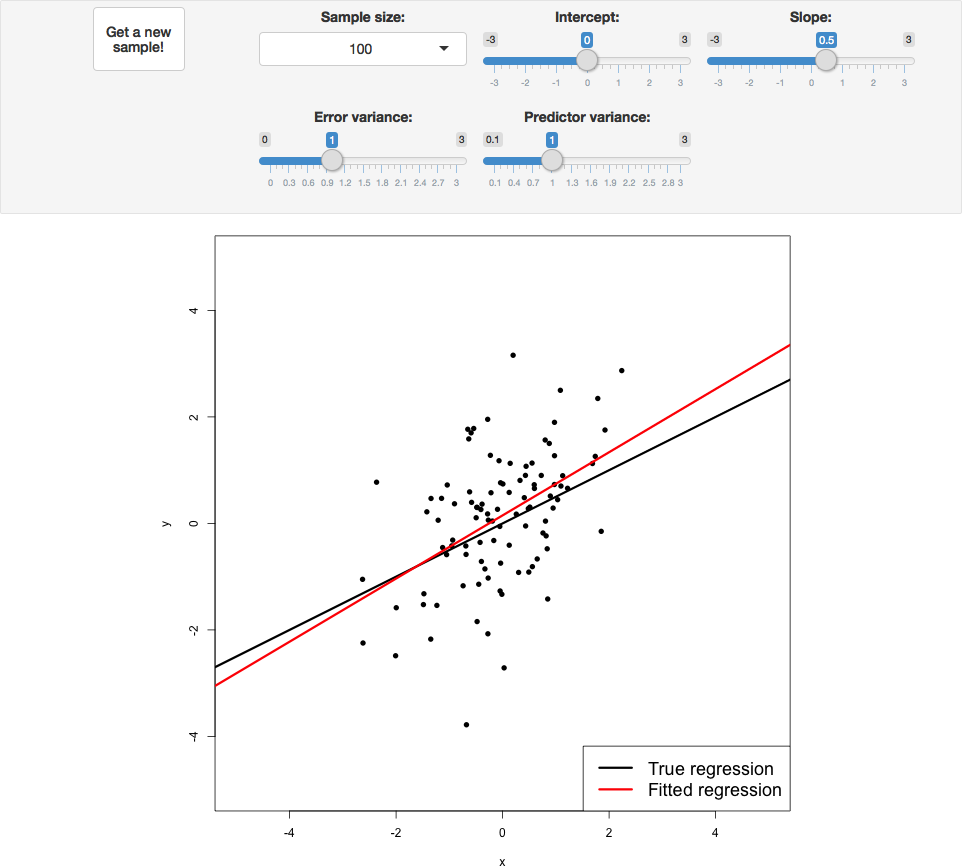 Get a new
sample!
Sample size:
100
Intercept:
-3 0 3
-3 -2 -1 0 1 2 3
Slope:
-3 0.5 3
-3 -2 -1 0 1 2 3
Error variance:
0 1 3
0 0.3 0.6 0.9 1.2 1.5 1.8 2.1 2.4 2.7 3
Predictor variance:
0.1 1 3
0.1 0.4 0.7 1 1.3 1.6 1.9 2.2 2.5 2.8 3
4
2
0
-2
-4
y
True regression
Fitted regression
-4 -2 0 2 4
x